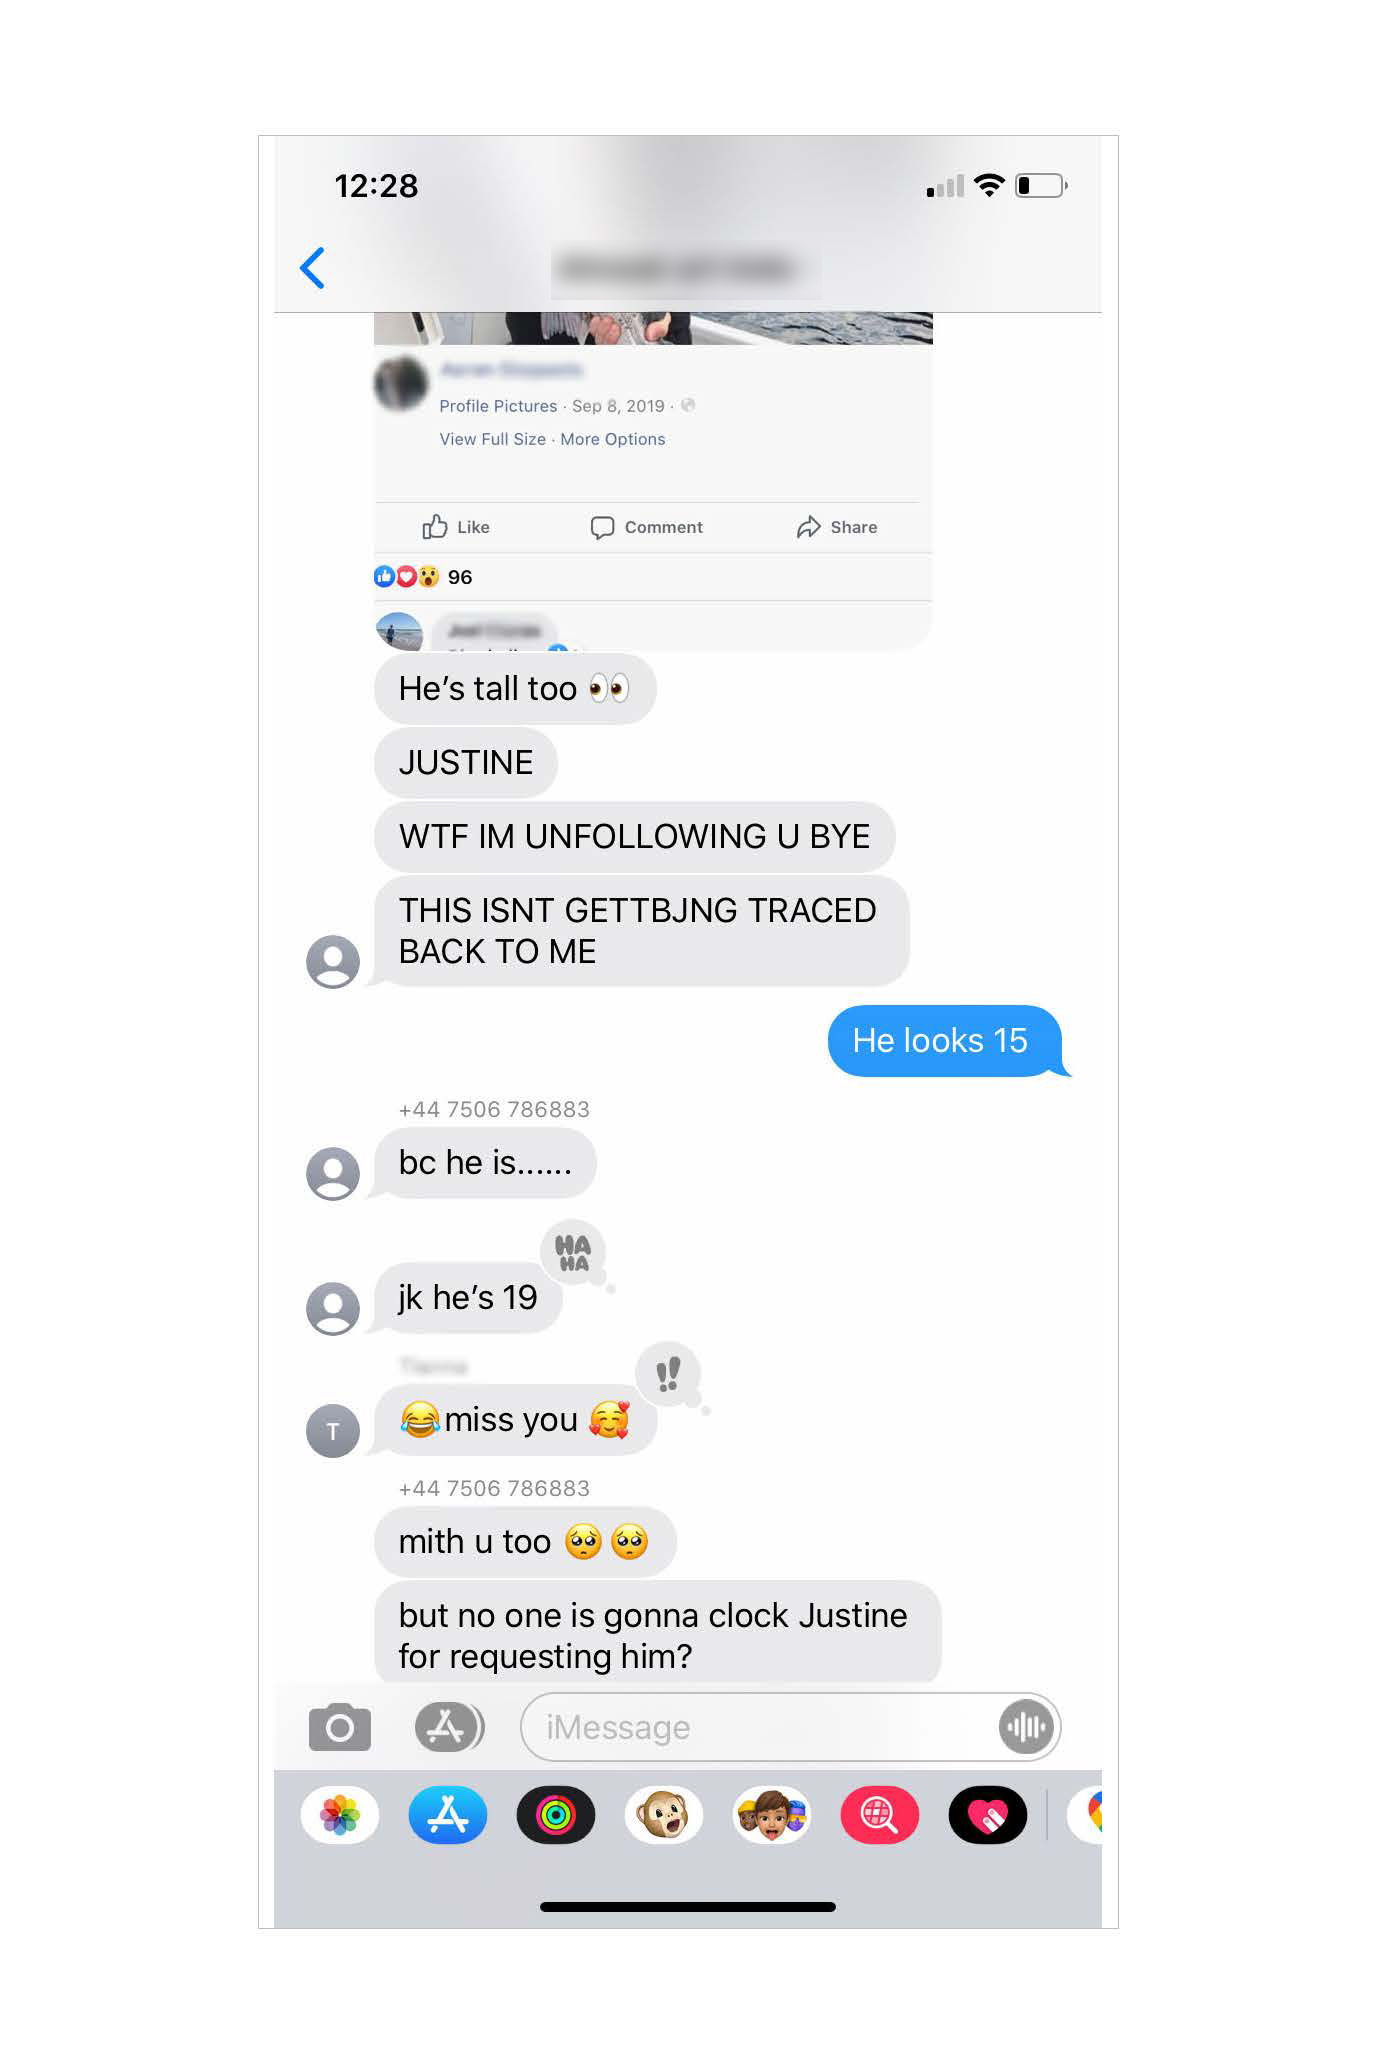 12:28
Profile Pictures · Sep 8, 2019 ·
View Full Size · More Options
Like Comment Share
96
He's tall too 👀
JUSTINE
WTF IM UNFOLLOWING U BYE
THIS ISNT GETTBJNG TRACED
BACK TO ME
He looks 15
+44 7506 786883
bc he is......
HA
HA
jk he's 19
!!
T
😂miss you 🥰
+44 7506 786883
mith u too 🥺🥺
but no one is gonna clock Justine
for requesting him?
iMessage